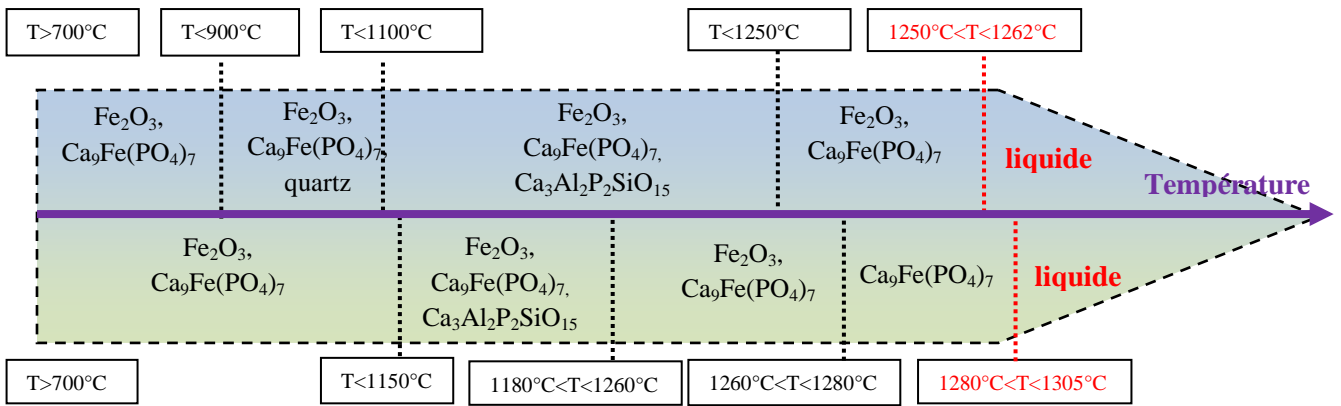 T>700°C
T<900°C
T<1100°C
T<1250°C
1250°C<T<1262°C
Fe₂O₃,
Ca₉Fe(PO₄)₇
Fe₂O₃,
Ca₉Fe(PO₄)₇,
quartz
Fe₂O₃,
Ca₉Fe(PO₄)₇,
Ca₃Al₂P₂SiO₁₅
Fe₂O₃,
Ca₉Fe(PO₄)₇
liquide
Température
Fe₂O₃,
Ca₉Fe(PO₄)₇
Fe₂O₃,
Ca₉Fe(PO₄)₇,
Ca₃Al₂P₂SiO₁₅
Fe₂O₃,
Ca₉Fe(PO₄)₇
Ca₉Fe(PO₄)₇
liquide
T>700°C
T<1150°C
1180°C<T<1260°C
1260°C<T<1280°C
1280°C<T<1305°C